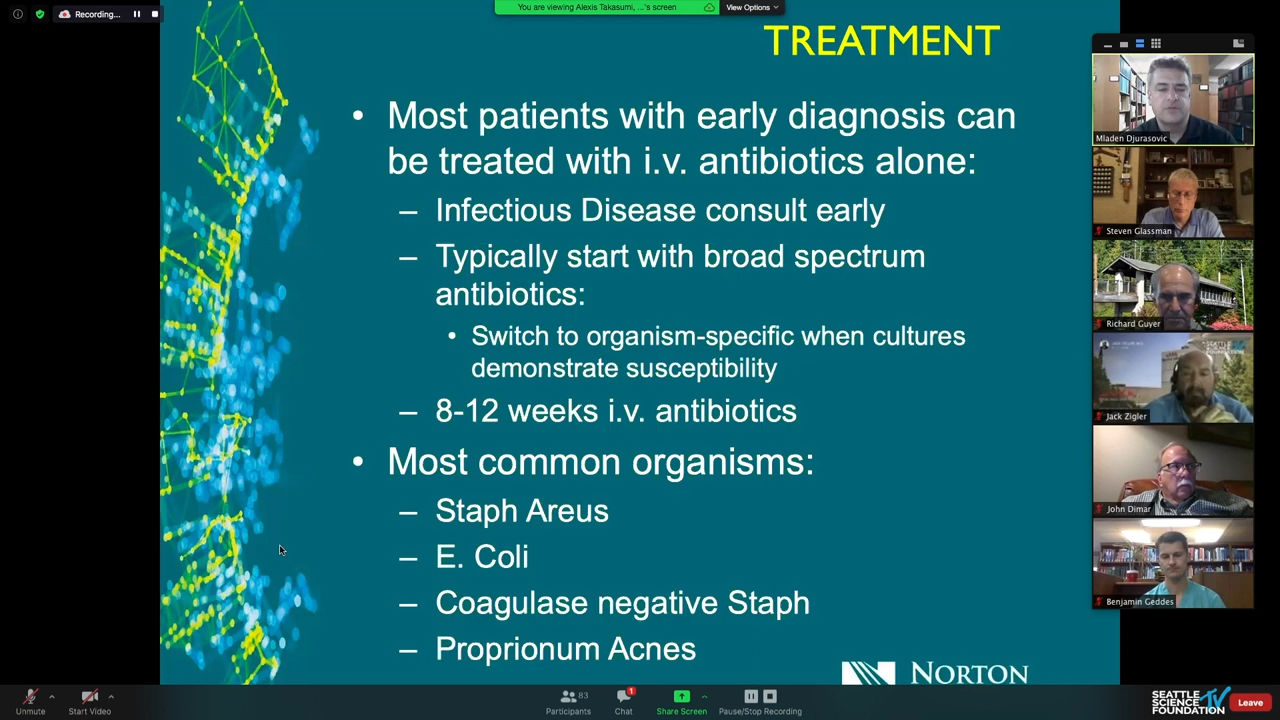 Recording...
You are viewing Alexis Takasumi, ...'s screen
View Options
TREATMENT
• Most patients with early diagnosis can
be treated with i.v. antibiotics alone:
– Infectious Disease consult early
– Typically start with broad spectrum
antibiotics:
• Switch to organism-specific when cultures
demonstrate susceptibility
– 8-12 weeks i.v. antibiotics
• Most common organisms:
– Staph Areus
– E. Coli
– Coagulase negative Staph
– Proprionum Acnes
NORTON
Mladen Djurasovic
Steven Glassman
Richard Guyer
Jack Zigler
John Dimar
Benjamin Geddes
Unmute
Start Video
83
Participants
1
Chat
Share Screen
Pause/Stop Recording
SEATTLE
SCIENCE
FOUNDATION
TV
Leave